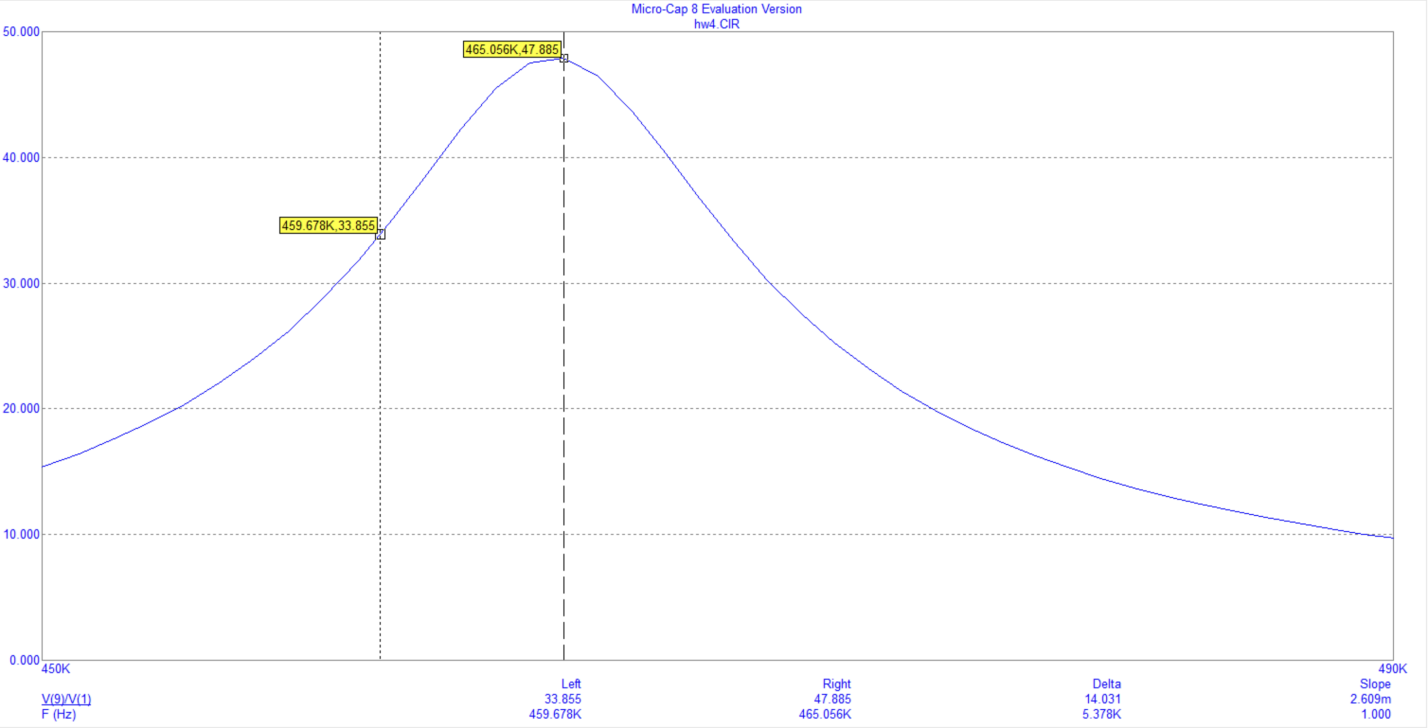 Micro-Cap 8 Evaluation Version
hw4.CIR
50.000
465.056K,47.885
40.000
459.678K,33.855
30.000
20.000
10.000
0.000
450K 490K
Left Right Delta Slope
V(9)/V(1) 33.855 47.885 14.031 2.609m
F (Hz) 459.678K 465.056K 5.378K 1.000